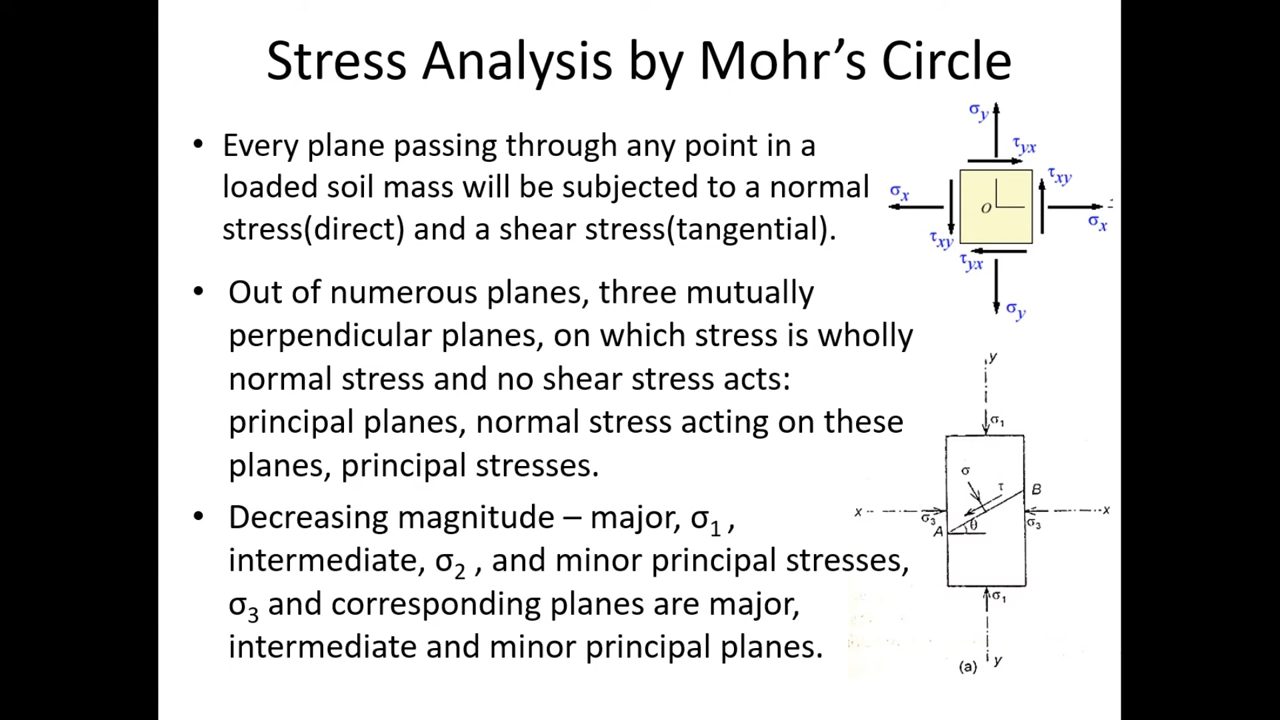 Stress Analysis by Mohr’s Circle
• Every plane passing through any point in a
loaded soil mass will be subjected to a normal
stress(direct) and a shear stress(tangential).
• Out of numerous planes, three mutually
perpendicular planes, on which stress is wholly
normal stress and no shear stress acts:
principal planes, normal stress acting on these
planes, principal stresses.
• Decreasing magnitude – major, σ₁ ,
intermediate, σ₂ , and minor principal stresses,
σ₃ and corresponding planes are major,
intermediate and minor principal planes.
σy
τyx
τxy
σx
O
σx
τxy
τyx
σy
y
σ₁
σ
τ
B
x
σ₃
θ
σ₃
x
A
σ₁
(a)
y